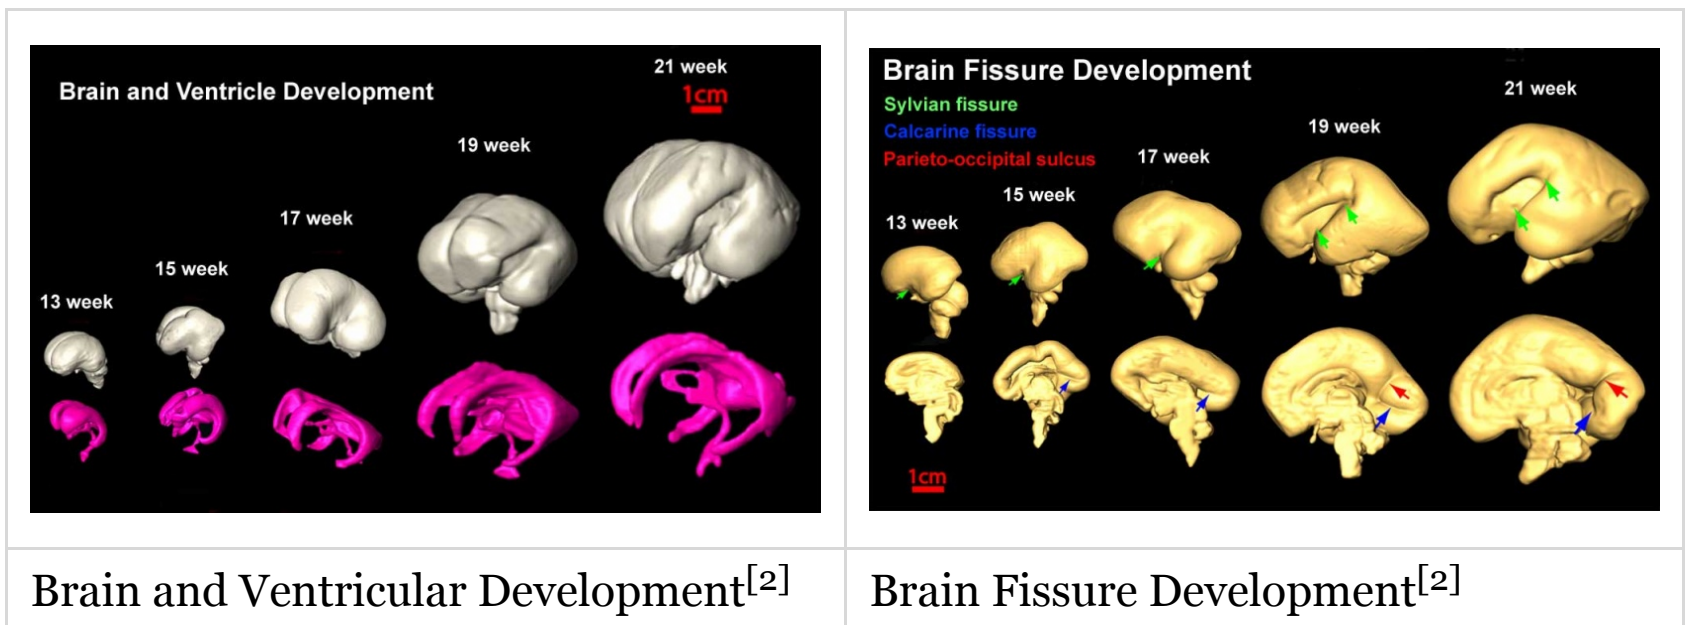 Brain and Ventricle Development
21 week
1cm
19 week
17 week
15 week
13 week
Brain Fissure Development
Sylvian fissure
Calcarine fissure
Parieto-occipital sulcus
21 week
19 week
17 week
15 week
13 week
1cm
Brain and Ventricular Development[2]
Brain Fissure Development[2]